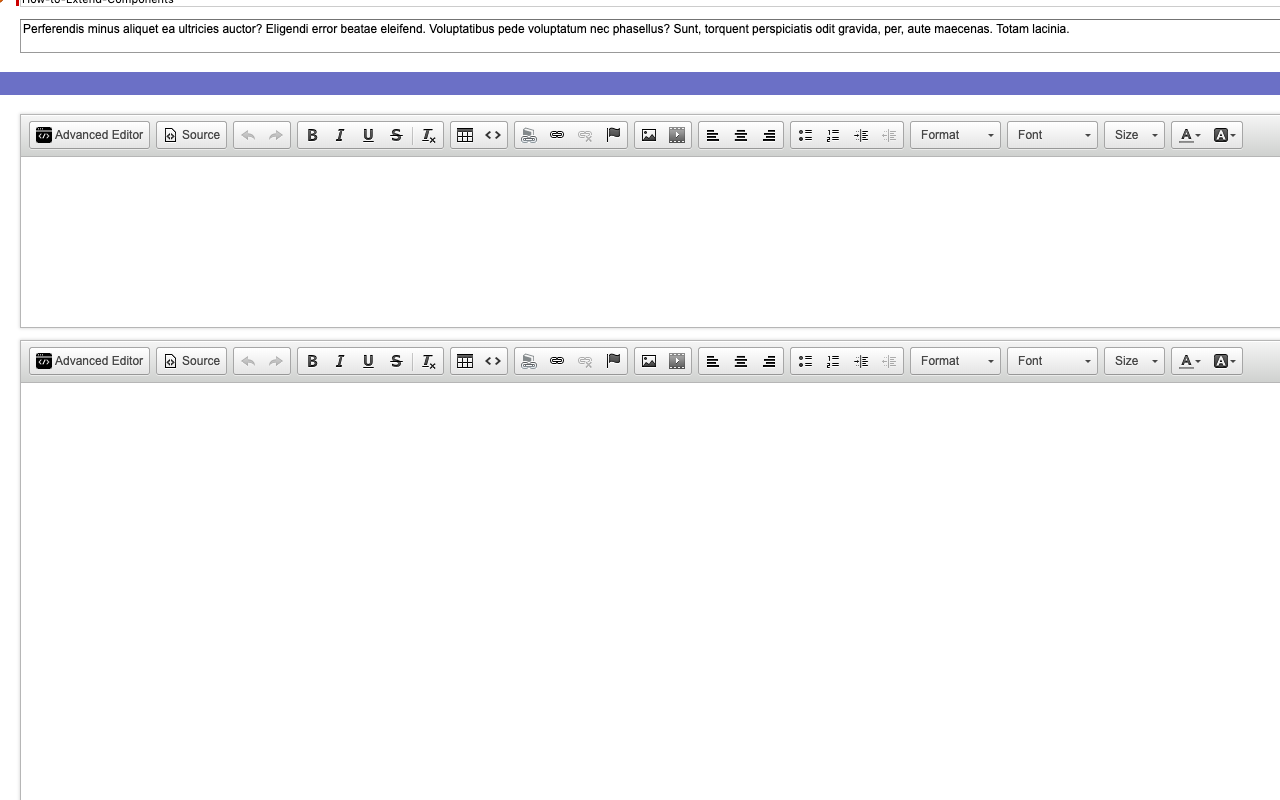 How-to-Extend-Components
Perferendis minus aliquet ea ultricies auctor? Eligendi error beatae eleifend. Voluptatibus pede voluptatum nec phasellus? Sunt, torquent perspiciatis odit gravida, per, aute maecenas. Totam lacinia.
Advanced Editor Source Format Font Size
Advanced Editor Source Format Font Size